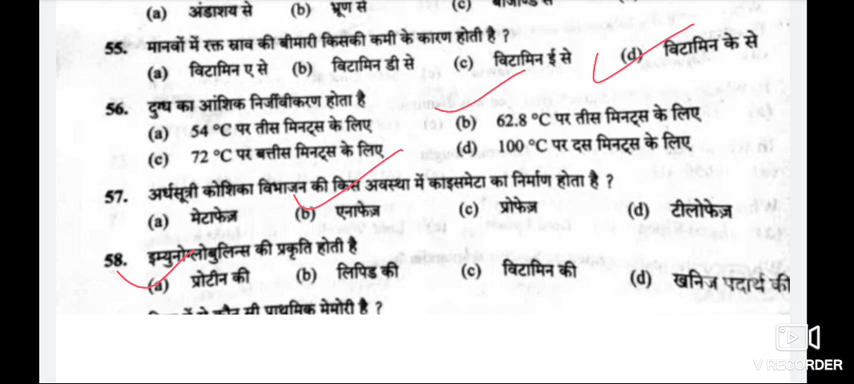 (a) अंडाशय से (b) भ्रूण से (c)
55. मानवों में रक्त स्राव की बीमारी किसकी कमी के कारण होती है ?
(a) विटामिन ए से (b) विटामिन डी से (c) विटामिन ई से (d) विटामिन के से
56. दुग्ध का आंशिक निर्जीवीकरण होता है
(a) 54 °C पर तीस मिनट्स के लिए (b) 62.8 °C पर तीस मिनट्स के लिए
(c) 72 °C पर बत्तीस मिनट्स के लिए (d) 100 °C पर दस मिनट्स के लिए
57. अर्धसूत्री कोशिका विभाजन की किस अवस्था में काइसमेटा का निर्माण होता है ?
(a) मेटाफेज़ (b) एनाफेज़ (c) प्रोफेज़ (d) टीलोफेज़
58. इम्युनोग्लोबुलिन्स की प्रकृति होती है
(a) प्रोटीन की (b) लिपिड की (c) विटामिन की (d) खनिज पदार्थ की
कौन सी प्राथमिक मेमोरी है ?
V RECORDER